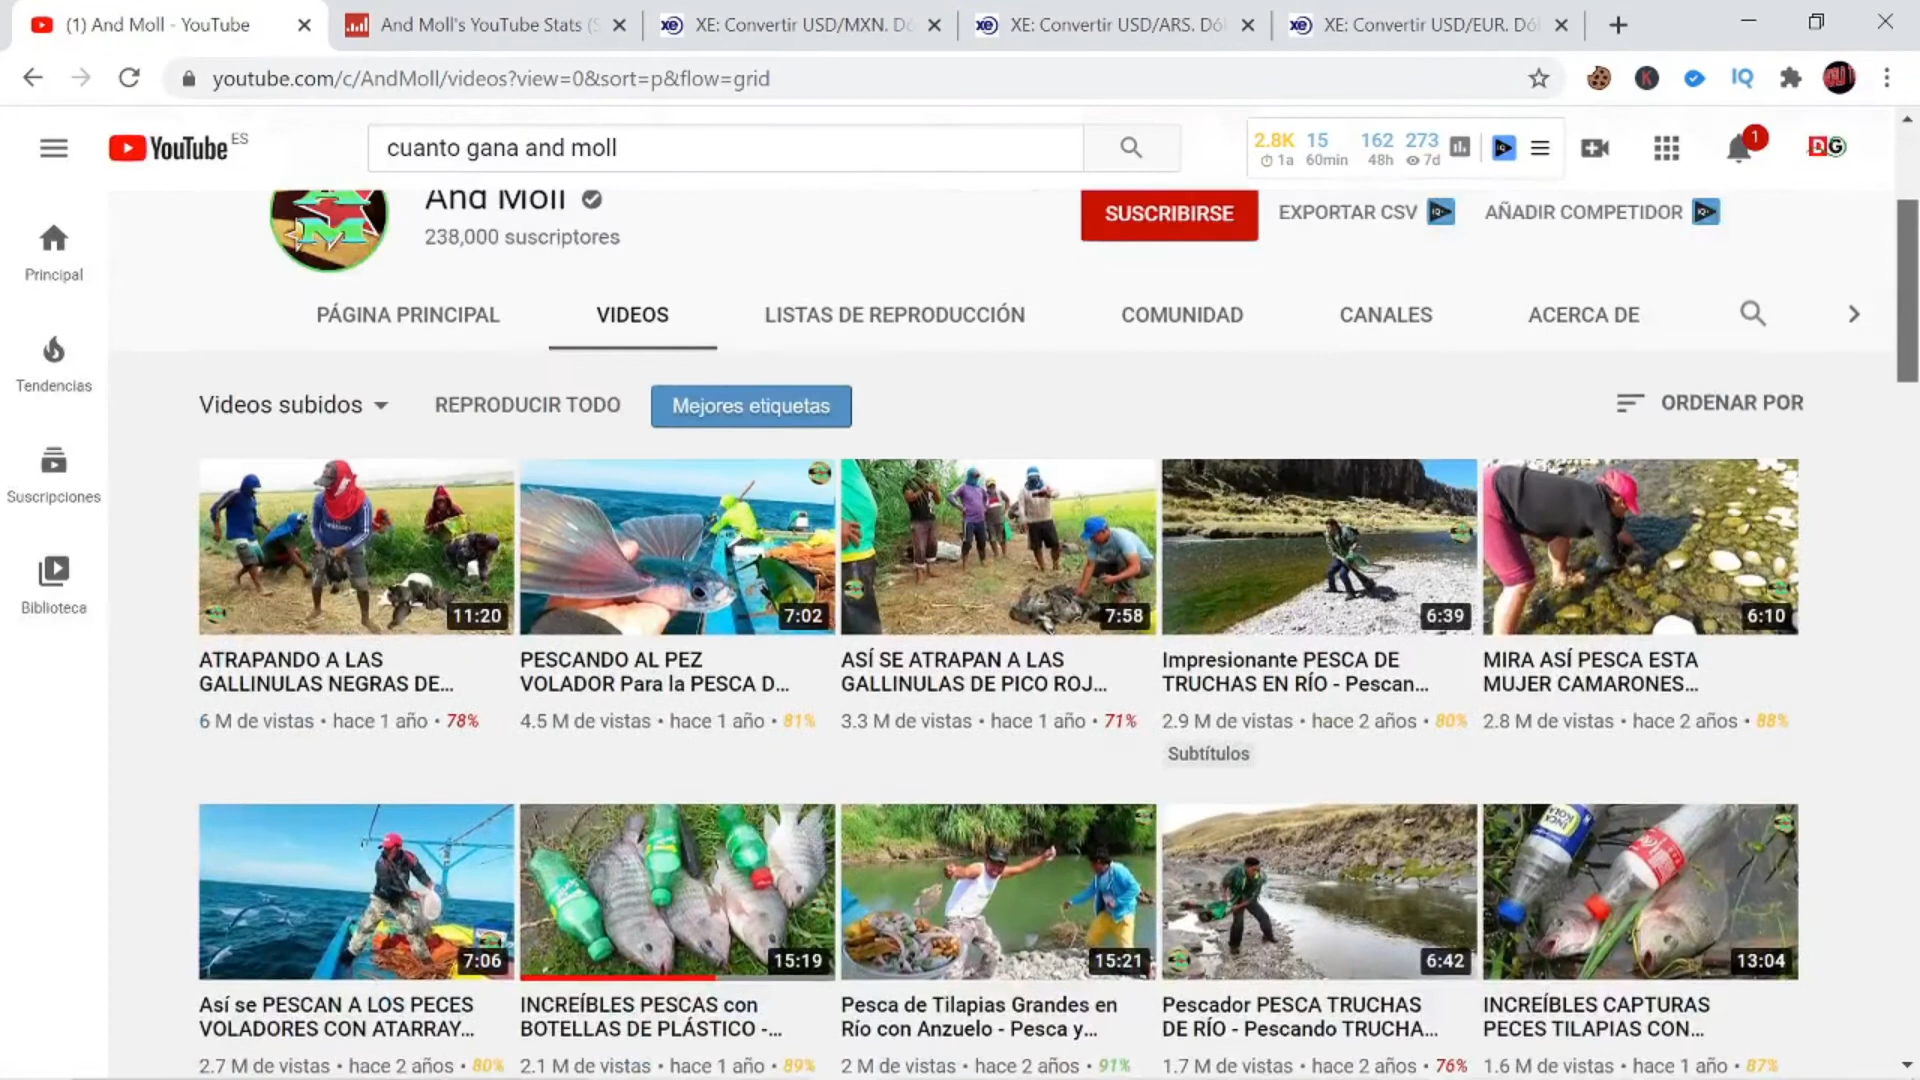 (1) And Moll - YouTube
And Moll's YouTube Stats (S
XE: Convertir USD/MXN. Dó
XE: Convertir USD/ARS. Dól
XE: Convertir USD/EUR. Dól
youtube.com/c/AndMoll/videos?view=0&sort=p&flow=grid
K
IQ
YouTube ES
cuanto gana and moll
2.8K 15 162 273
1a 60min 48h 7d
1
DG
Principal
Tendencias
Suscripciones
Biblioteca
AM
And Moll
238,000 suscriptores
SUSCRIBIRSE
EXPORTAR CSV
AÑADIR COMPETIDOR
PÁGINA PRINCIPAL
VIDEOS
LISTAS DE REPRODUCCIÓN
COMUNIDAD
CANALES
ACERCA DE
Videos subidos
REPRODUCIR TODO
Mejores etiquetas
ORDENAR POR
11:20
7:02
7:58
6:39
6:10
ATRAPANDO A LAS
GALLINULAS NEGRAS DE...
6 M de vistas • hace 1 año • 78%
PESCANDO AL PEZ
VOLADOR Para la PESCA D...
4.5 M de vistas • hace 1 año • 81%
ASÍ SE ATRAPAN A LAS
GALLINULAS DE PICO ROJ...
3.3 M de vistas • hace 1 año • 71%
Impresionante PESCA DE
TRUCHAS EN RÍO - Pescan...
2.9 M de vistas • hace 2 años • 80%
Subtítulos
MIRA ASÍ PESCA ESTA
MUJER CAMARONES...
2.8 M de vistas • hace 2 años • 88%
7:06
15:19
15:21
6:42
INCA
KOLA
13:04
Así se PESCAN A LOS PECES
VOLADORES CON ATARRAY...
2.7 M de vistas • hace 2 años • 80%
INCREÍBLES PESCAS con
BOTELLAS DE PLÁSTICO -...
2.1 M de vistas • hace 1 año • 89%
Pesca de Tilapias Grandes en
Río con Anzuelo - Pesca y...
2 M de vistas • hace 2 años • 91%
Pescador PESCA TRUCHAS
DE RÍO - Pescando TRUCHA...
1.7 M de vistas • hace 2 años • 76%
INCREÍBLES CAPTURAS
PECES TILAPIAS CON...
1.6 M de vistas • hace 1 año • 87%